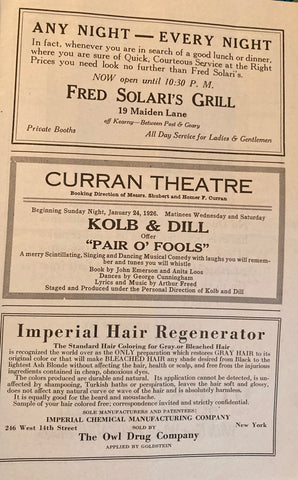 ANY NIGHT — EVERY NIGHT
In fact, whenever you are in search of a good lunch or dinner,
where you are sure of Quick, Courteous Service at the Right
Prices you need look no further than Fred Solari's.
NOW open until 10:30 P. M.
FRED SOLARI'S GRILL
19 Maiden Lane
off Kearny—Between Post & Geary
Private Booths
All Day Service for Ladies & Gentlemen
CURRAN THEATRE
Booking Direction of Messrs. Shubert and Homer F. Curran
Beginning Sunday Night, January 24, 1926. Matinees Wednesday and Saturday
KOLB & DILL
Offer
"PAIR O' FOOLS"
A merry Scintillating, Singing and Dancing Musical Comedy with laughs you will remem-
ber and tunes you will whistle
Book by John Emerson and Anita Loos
Dances by George Cunningham
Lyrics and Music by Arthur Freed
Staged and Produced under the Personal Direction of Kolb and Dill
Imperial Hair Regenerator
The Standard Hair Coloring for Gray or Bleached Hair
is recognized the world over as the ONLY preparation which restores GRAY HAIR to its
original color or that will make BLEACHED HAIR any shade desired from Black to the
lightest Ash Blonde without affecting the hair, health or scalp, and free from the injurious
ingredients contained in cheap, obnoxious dyes.
The colors produced are durable and natural. Its application cannot be detected, is un-
affected by shampooing, Turkish baths or perspiration, leaves the hair soft and glossy,
does not affect any natural curl or wave of the hair and is absolutely harmless.
It is equally good for the beard and moustache.
Sample of your hair colored free; correspondence invited and strictly confidential.
SOLE MANUFACTURERS AND PATENTEES:
IMPERIAL CHEMICAL MANUFACTURING COMPANY
246 West 14th Street
New York
SOLD BY
The Owl Drug Company
APPLIED BY GOLDSTEIN